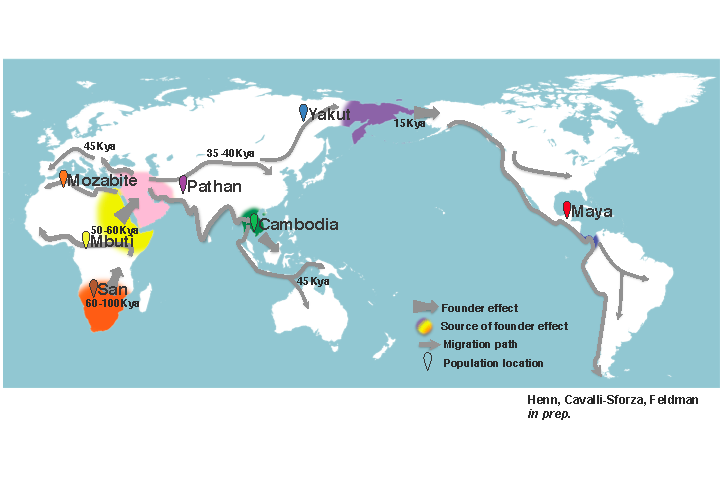 Yakut
15Kya
45Kya
35-40Kya
Mozabite
Pathan
Maya
Cambodia
50-60Kya
Mbuti
San
60-100Kya
45Kya
Founder effect
Source of founder effect
Migration path
Population location
Henn, Cavalli-Sforza, Feldman
in prep.